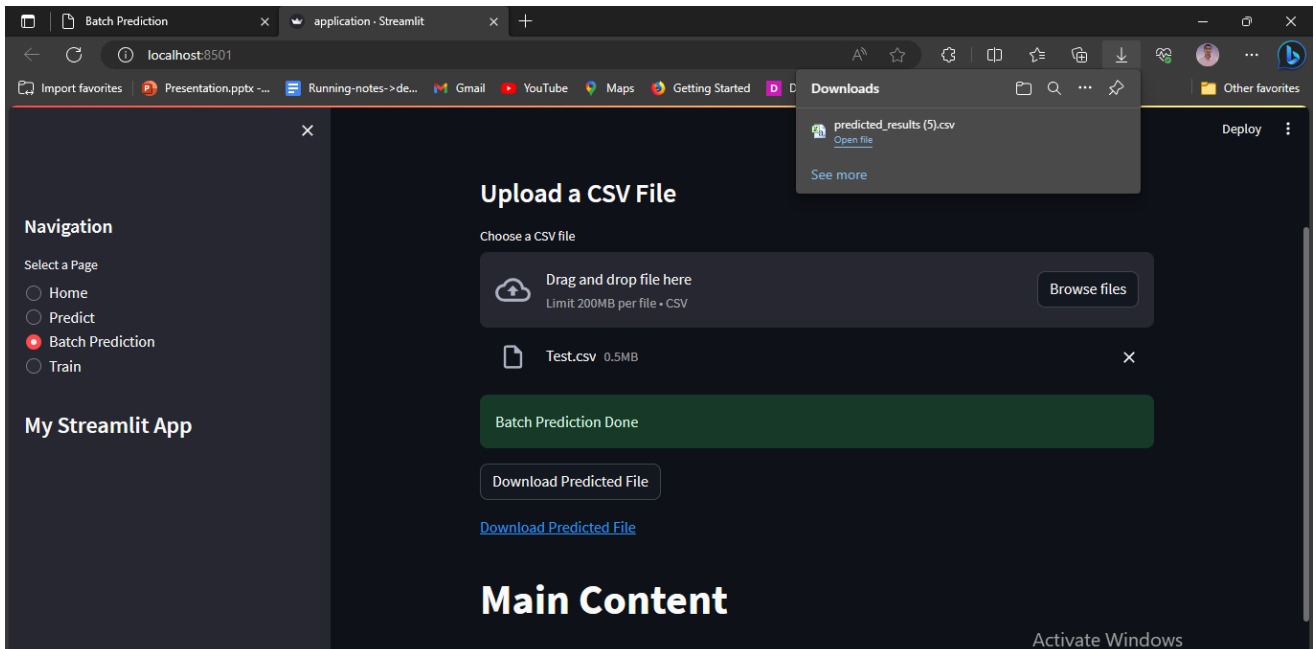 Batch Prediction
application · Streamlit
localhost:8501
Import favorites
Presentation.pptx -...
Running-notes->de...
Gmail
YouTube
Maps
Getting Started
D D
Other favorites
Downloads
predicted_results (5).csv
Open file
See more
Deploy
Navigation
Select a Page
Home
Predict
Batch Prediction
Train
My Streamlit App
Upload a CSV File
Choose a CSV file
Drag and drop file here
Limit 200MB per file • CSV
Browse files
Test.csv 0.5MB
Batch Prediction Done
Download Predicted File
Download Predicted File
Main Content
Activate Windows